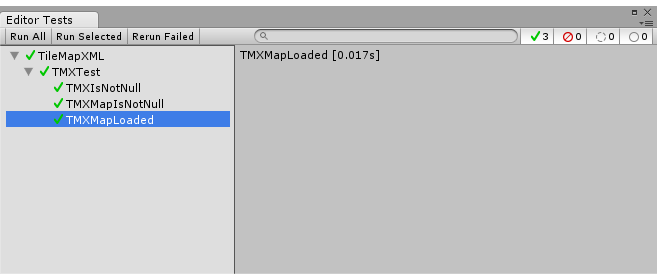 Editor Tests
Run All Run Selected Rerun Failed 3 0 0 0
TileMapXML
TMXTest
TMXIsNotNull
TMXMapIsNotNull
TMXMapLoaded
TMXMapLoaded [0.017s]